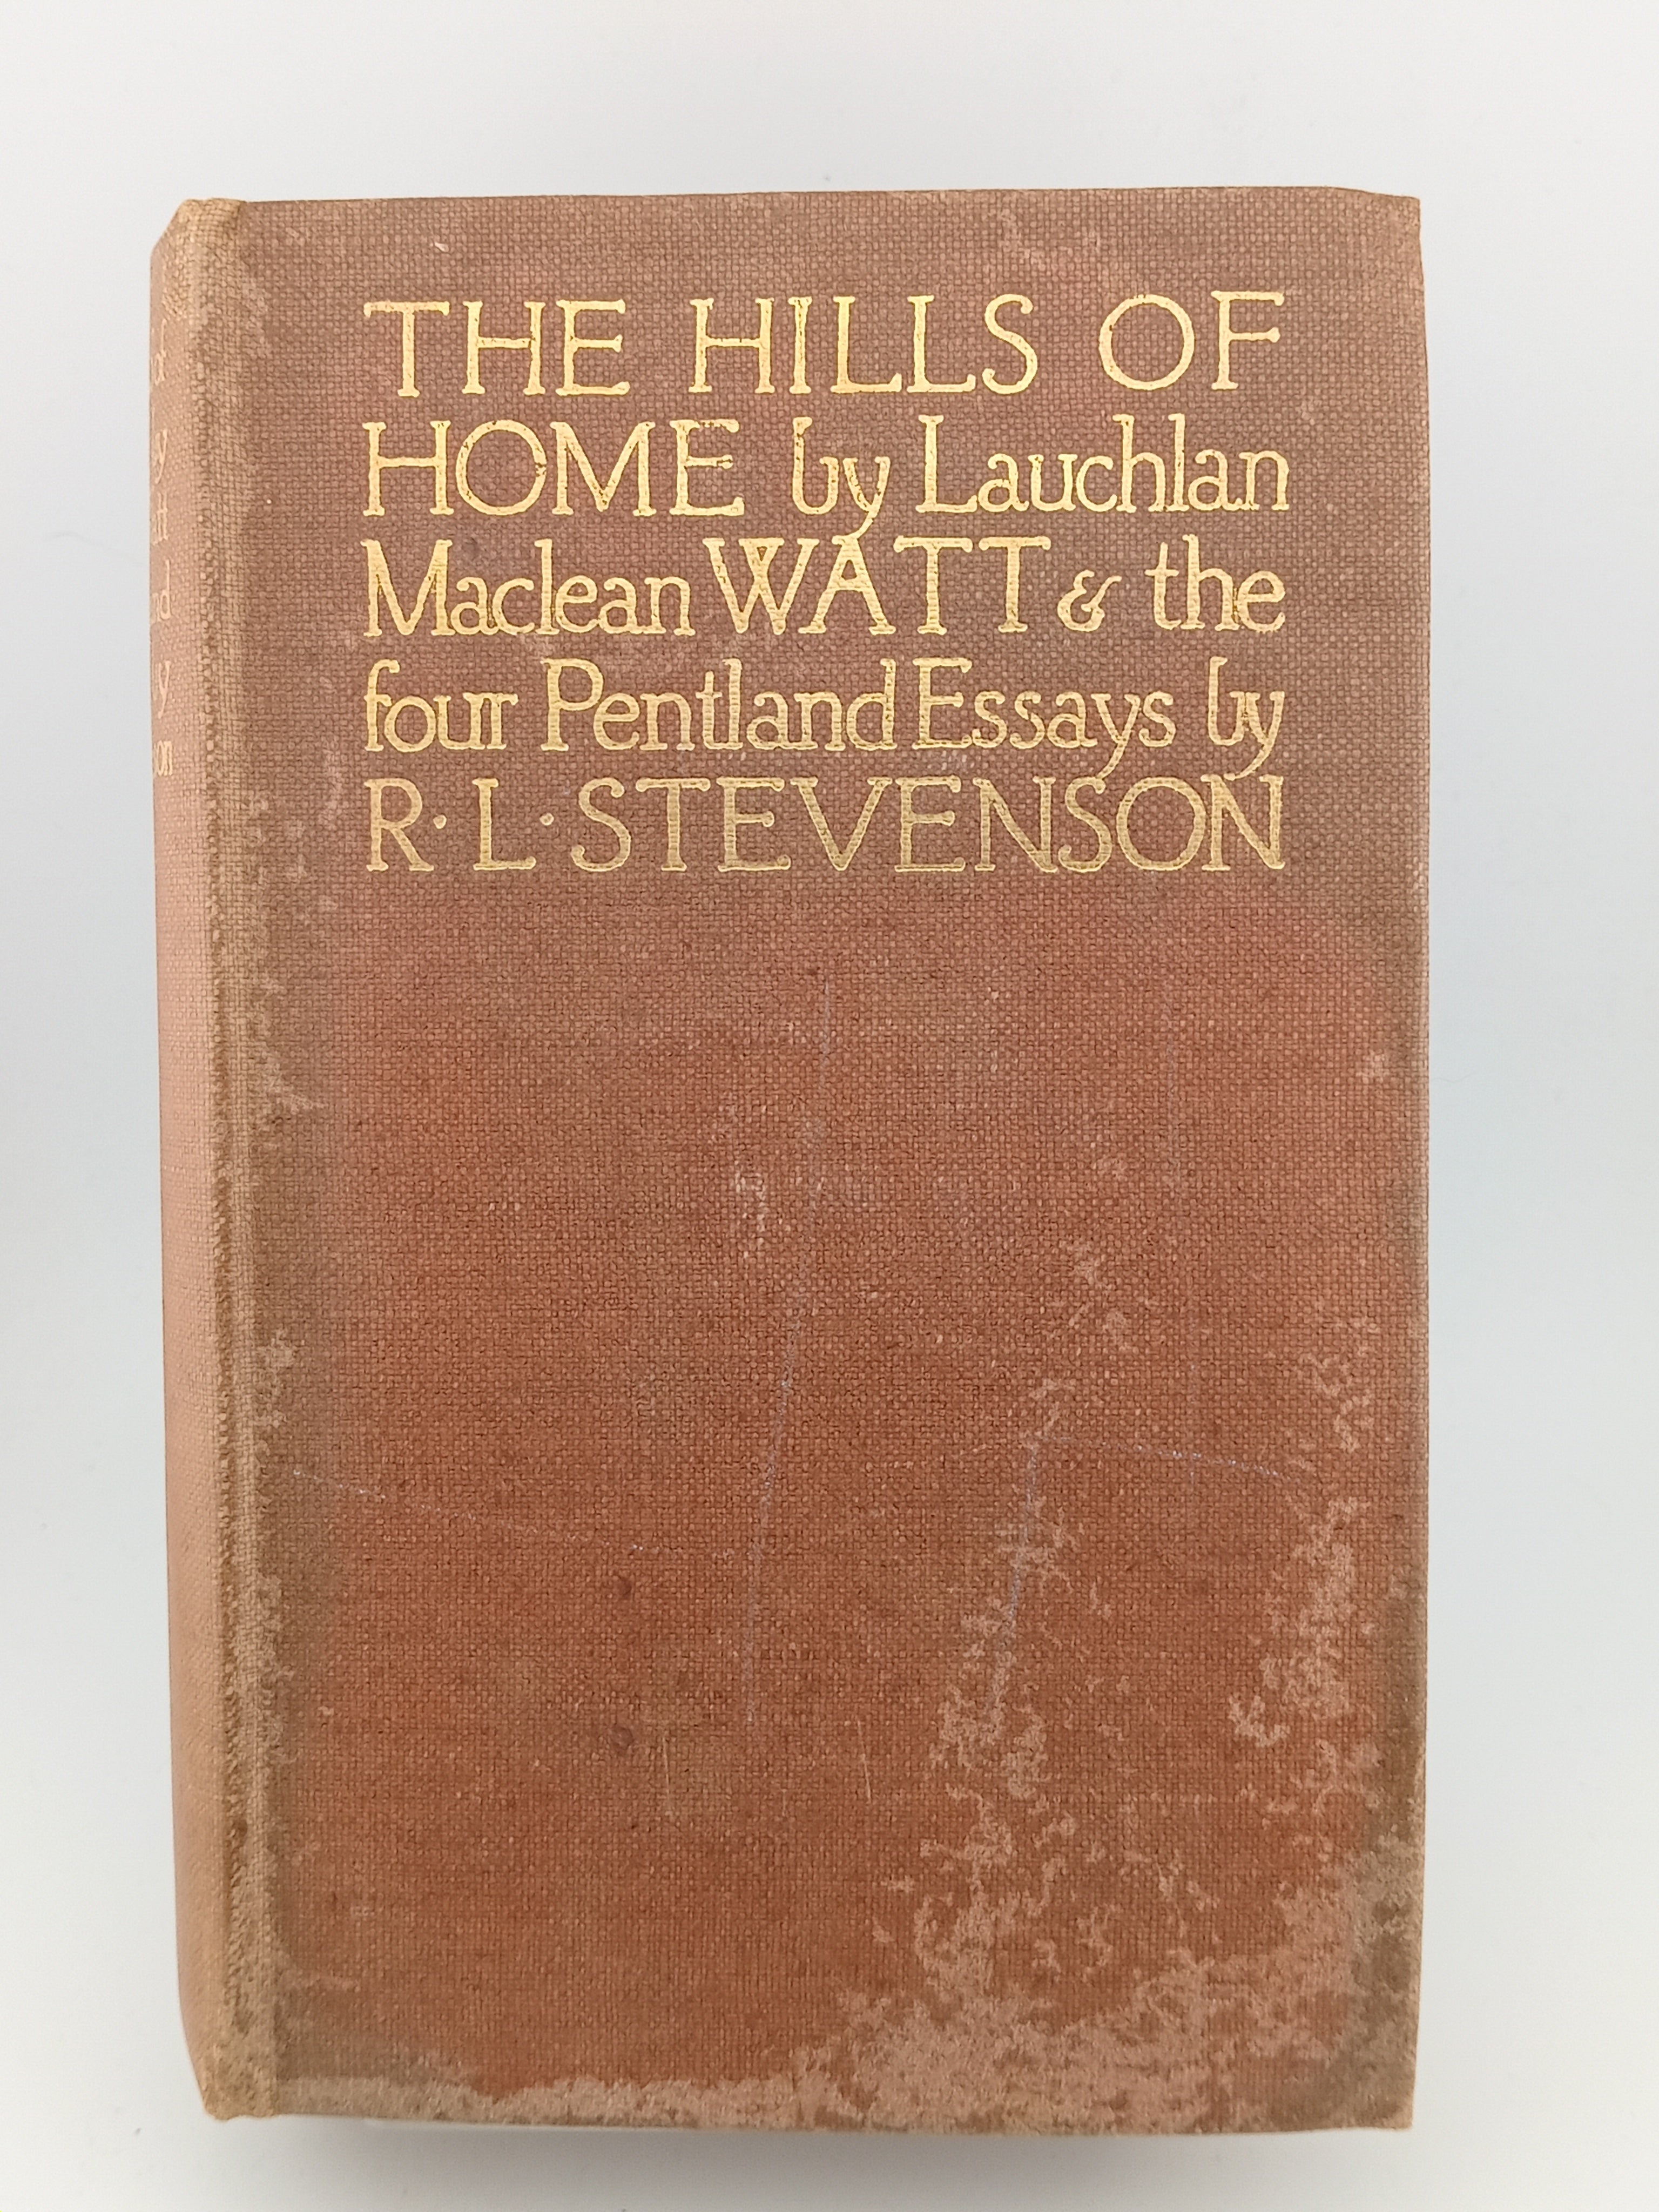 THE HILLS OF
HOME by Lauchlan
Maclean WATT & the
four Pentland Essays by
R·L·STEVENSON